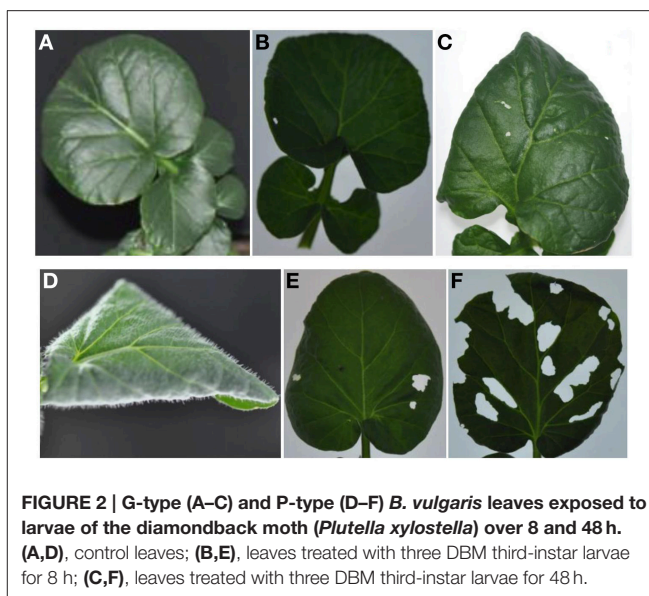 A
B
C
D
E
F
FIGURE 2 | G-type (A–C) and P-type (D–F) B. vulgaris leaves exposed to
larvae of the diamondback moth (Plutella xylostella) over 8 and 48 h.
(A,D), control leaves; (B,E), leaves treated with three DBM third-instar larvae
for 8 h; (C,F), leaves treated with three DBM third-instar larvae for 48 h.